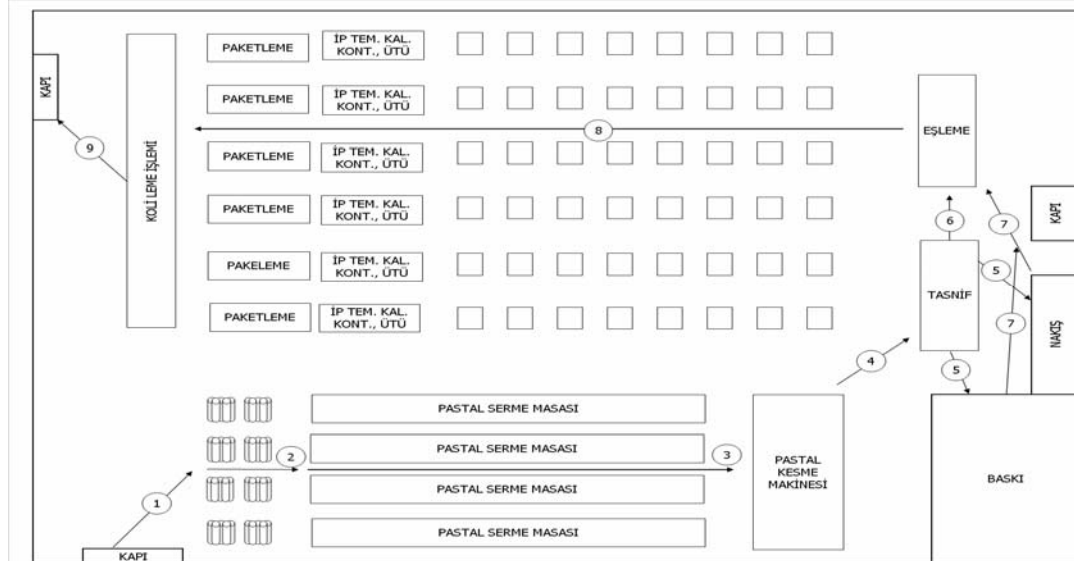 PAKETLEME
İP TEM. KAL.
KONT., ÜTÜ
KAPI
PAKETLEME
İP TEM. KAL.
KONT., ÜTÜ
EŞLEME
8
9
KOLİ LEME İŞLEMİ
PAKETLEME
İP TEM. KAL.
KONT., ÜTÜ
PAKETLEME
İP TEM. KAL.
KONT., ÜTÜ
KAPI
6
7
PAKELEME
İP TEM. KAL.
KONT., ÜTÜ
5
TASNİF
PAKETLEME
İP TEM. KAL.
KONT., ÜTÜ
7
NAKIŞ
4
5
PASTAL SERME MASASI
PASTAL SERME MASASI
2
3
PASTAL
KESME
MAKİNESİ
BASKI
PASTAL SERME MASASI
1
PASTAL SERME MASASI
KAPI